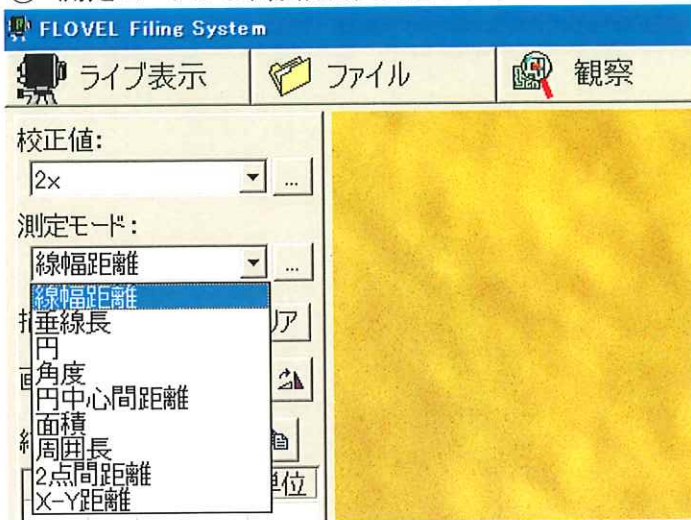 FLOVEL Filing System
ライブ表示
ファイル
観察
校正値:
2×
...
測定モード:
線幅距離
...
線幅距離
垂線長
円
角度
円中心間距離
面積
周囲長
2点間距離
X-Y距離
リア
単位